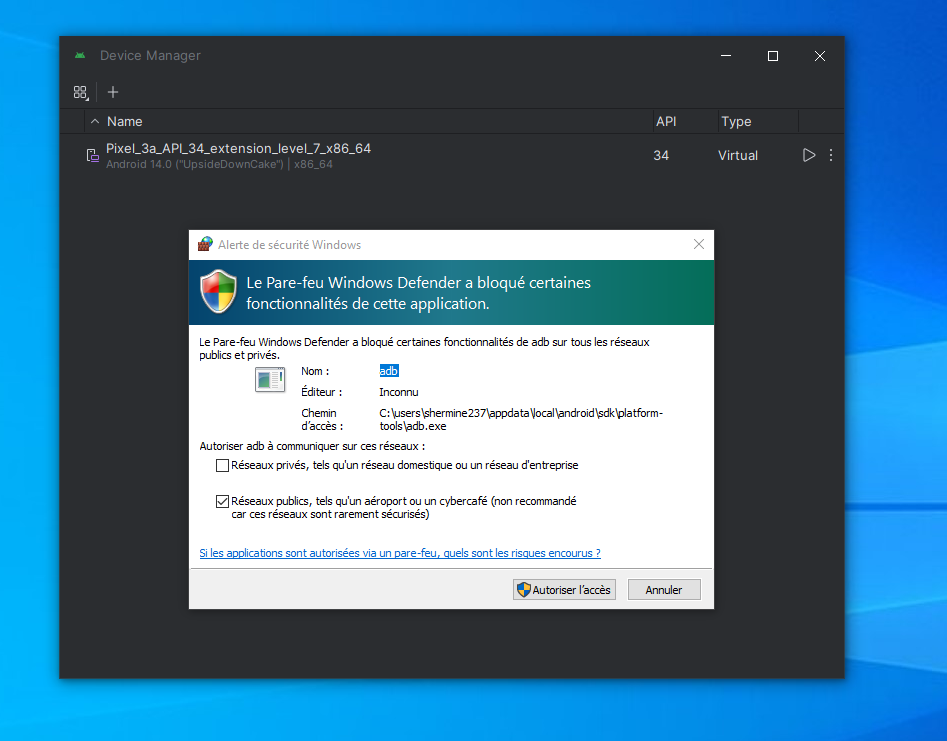 Device Manager
Name
API
Type
Pixel_3a_API_34_extension_level_7_x86_64
34
Virtual
Android 14.0 ("UpsideDownCake") | x86_64
Alerte de sécurité Windows
Le Pare-feu Windows Defender a bloqué certaines
fonctionnalités de cette application.
Le Pare-feu Windows Defender a bloqué certaines fonctionnalités de adb sur tous les réseaux
publics et privés.
Nom : adb
Éditeur : Inconnu
Chemin C:\users\shermine237\appdata\local\android\sdk\platform-
d'accès : tools\adb.exe
Autoriser adb à communiquer sur ces réseaux :
Réseaux privés, tels qu'un réseau domestique ou un réseau d'entreprise
Réseaux publics, tels qu'un aéroport ou un cybercafé (non recommandé
car ces réseaux sont rarement sécurisés)
Si les applications sont autorisées via un pare-feu, quels sont les risques encourus ?
Autoriser l'accès
Annuler